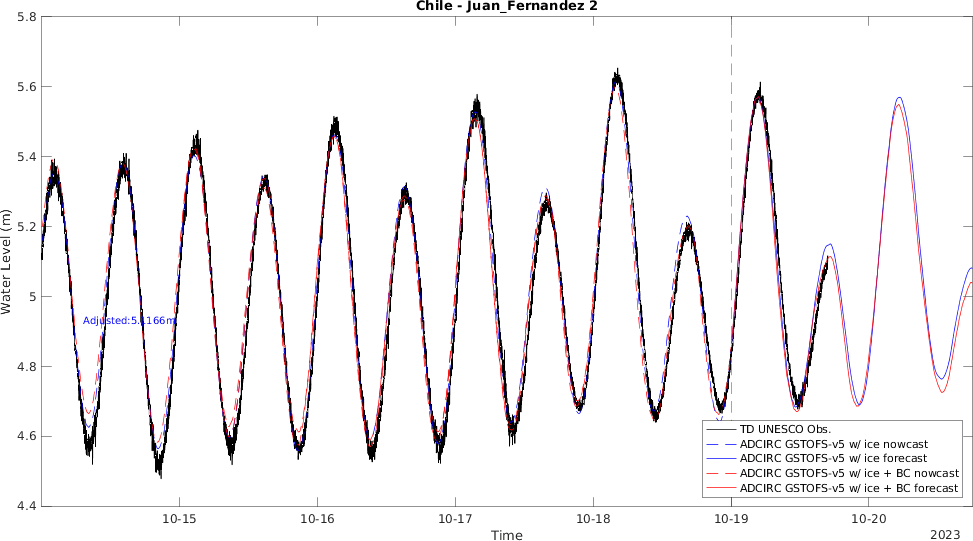 Chile - Juan_Fernandez 2
5.8
5.6
5.4
5.2
5
4.8
4.6
4.4
Water Level (m)
Adjusted:5.1166m
TD UNESCO Obs.
ADCIRC GSTOFS-v5 w/ ice nowcast
ADCIRC GSTOFS-v5 w/ ice forecast
ADCIRC GSTOFS-v5 w/ ice + BC nowcast
ADCIRC GSTOFS-v5 w/ ice + BC forecast
10-15 10-16 10-17 10-18 10-19 10-20
Time
2023